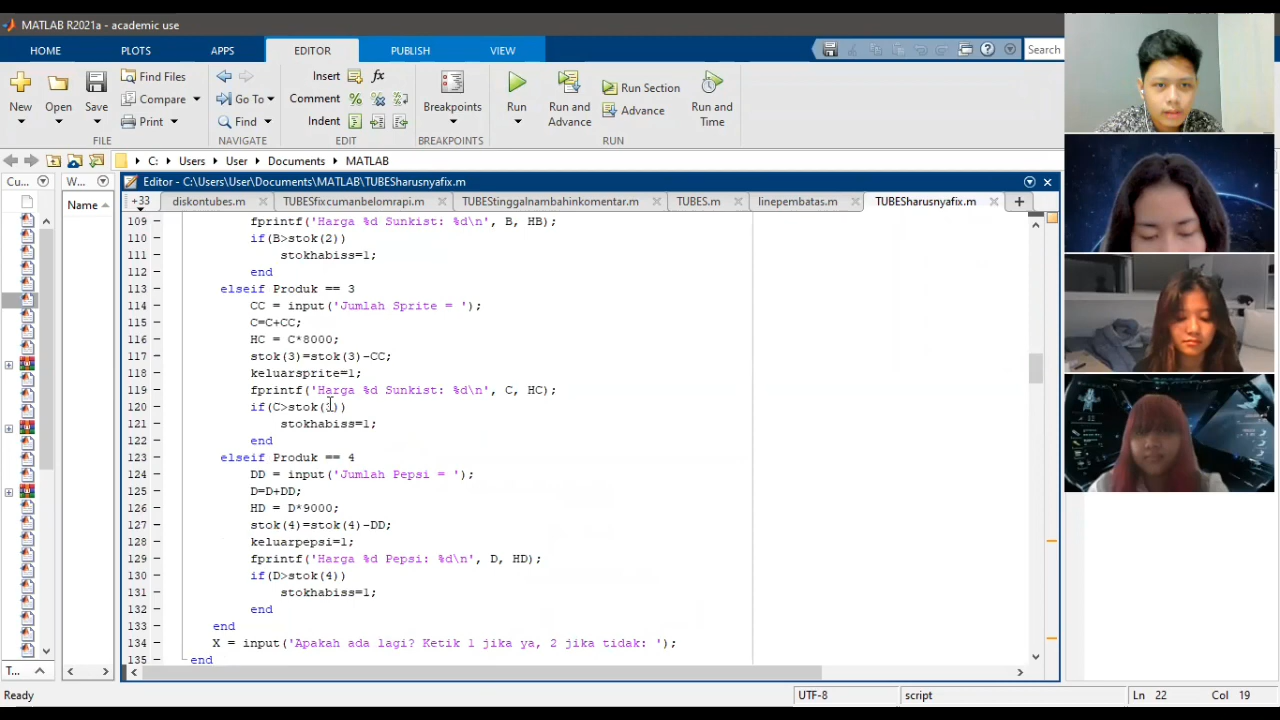 MATLAB R2021a - academic use
HOME PLOTS APPS EDITOR PUBLISH VIEW Search
New Open Save Find Files Compare Print Go To Find Insert Comment Indent fx Breakpoints Run Run and Advance Run Section Advance Run and Time
FILE NAVIGATE EDIT BREAKPOINTS RUN
C: Users User Documents MATLAB
Cu... W... Editor - C:\Users\User\Documents\MATLAB\TUBESharusnyafix.m
Name +33 diskontubes.m TUBESfixcumanbelomrapi.m TUBEStinggalnambahinkomentar.m TUBES.m linepembatas.m TUBESharusnyafix.m
109 fprintf('Harga %d Sunkist: %d\n', B, HB);
110 if(B>stok(2))
111 stokhabiss=1;
112 end
113 elseif Produk == 3
114 CC = input('Jumlah Sprite = ');
115 C=C+CC;
116 HC = C*8000;
117 stok(3)=stok(3)-CC;
118 keluarsprite=1;
119 fprintf('Harga %d Sunkist: %d\n', C, HC);
120 if(C>stok(3))
121 stokhabiss=1;
122 end
123 elseif Produk == 4
124 DD = input('Jumlah Pepsi = ');
125 D=D+DD;
126 HD = D*9000;
127 stok(4)=stok(4)-DD;
128 keluarpepsi=1;
129 fprintf('Harga %d Pepsi: %d\n', D, HD);
130 if(D>stok(4))
131 stokhabiss=1;
132 end
133 end
134 X = input('Apakah ada lagi? Ketik 1 jika ya, 2 jika tidak: ');
135 end
T...
Ready UTF-8 script Ln 22 Col 19